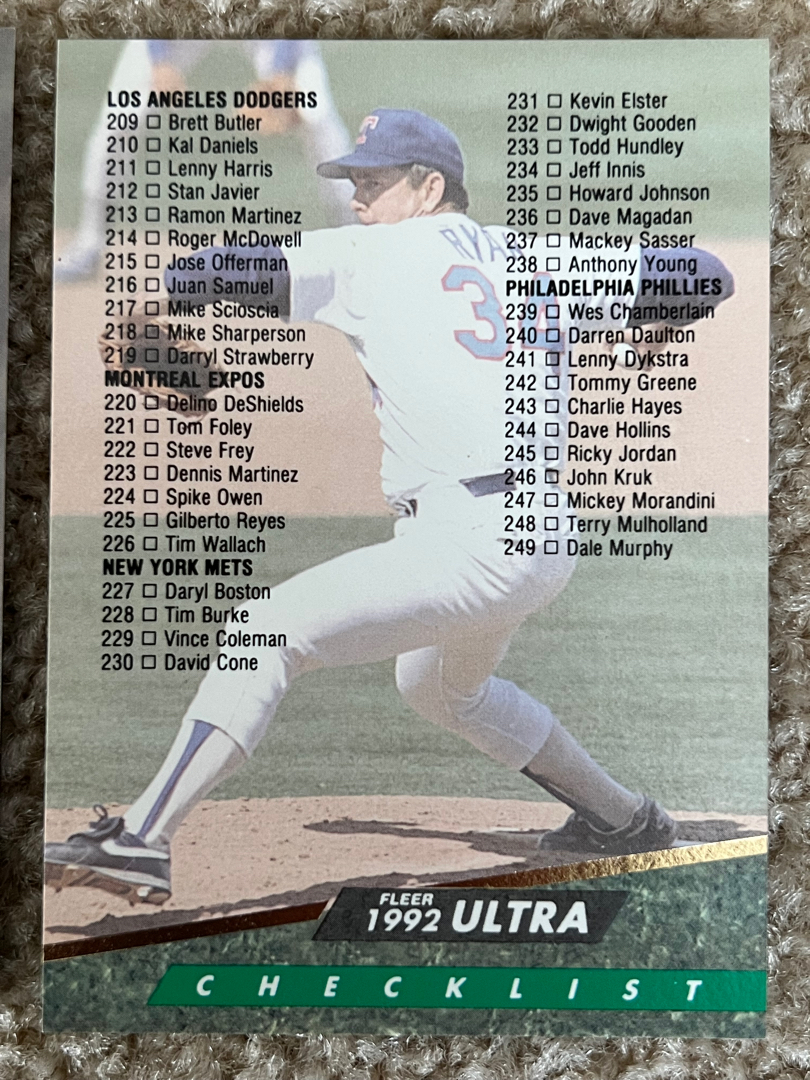 LOS ANGELES DODGERS
209 □ Brett Butler
210 □ Kal Daniels
211 □ Lenny Harris
212 □ Stan Javier
213 □ Ramon Martinez
214 □ Roger McDowell
215 □ Jose Offerman
216 □ Juan Samuel
217 □ Mike Scioscia
218 □ Mike Sharperson
219 □ Darryl Strawberry
MONTREAL EXPOS
220 □ Delino DeShields
221 □ Tom Foley
222 □ Steve Frey
223 □ Dennis Martinez
224 □ Spike Owen
225 □ Gilberto Reyes
226 □ Tim Wallach
NEW YORK METS
227 □ Daryl Boston
228 □ Tim Burke
229 □ Vince Coleman
230 □ David Cone
231 □ Kevin Elster
232 □ Dwight Gooden
233 □ Todd Hundley
234 □ Jeff Innis
235 □ Howard Johnson
236 □ Dave Magadan
237 □ Mackey Sasser
238 □ Anthony Young
PHILADELPHIA PHILLIES
239 □ Wes Chamberlain
240 □ Darren Daulton
241 □ Lenny Dykstra
242 □ Tommy Greene
243 □ Charlie Hayes
244 □ Dave Hollins
245 □ Ricky Jordan
246 □ John Kruk
247 □ Mickey Morandini
248 □ Terry Mulholland
249 □ Dale Murphy
T
RYAN
34
FLEER
1992 ULTRA
CHECKLIST